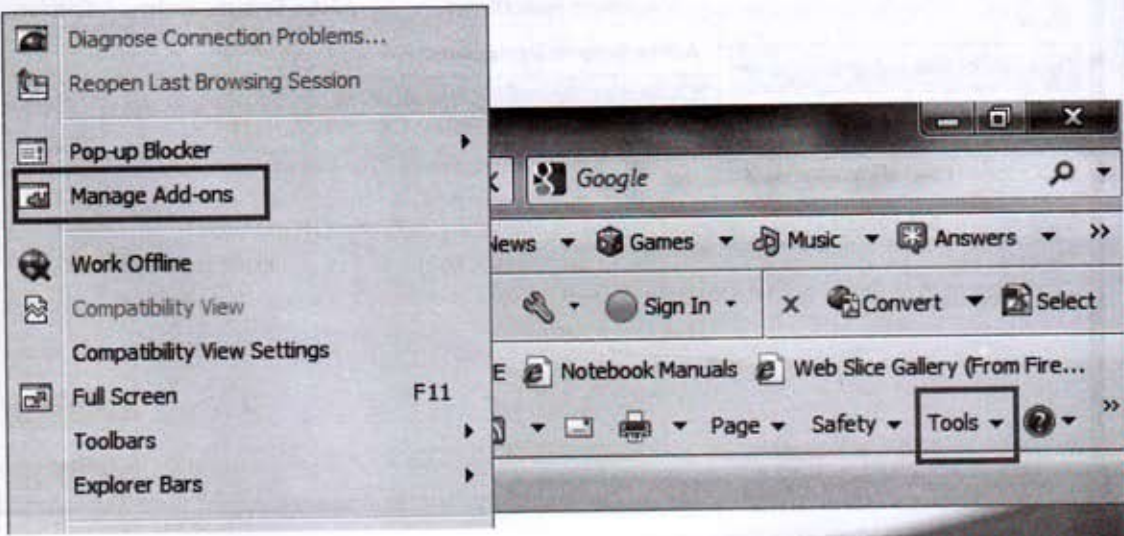 Diagnose Connection Problems...
Reopen Last Browsing Session
Pop-up Blocker
Manage Add-ons
Work Offline
Compatibility View
Compatibility View Settings
Full Screen F11
Toolbars
Explorer Bars
Google
News Games Music Answers »
Sign In x Convert Select
E Notebook Manuals Web Slice Gallery (From Fire...
Page Safety Tools »